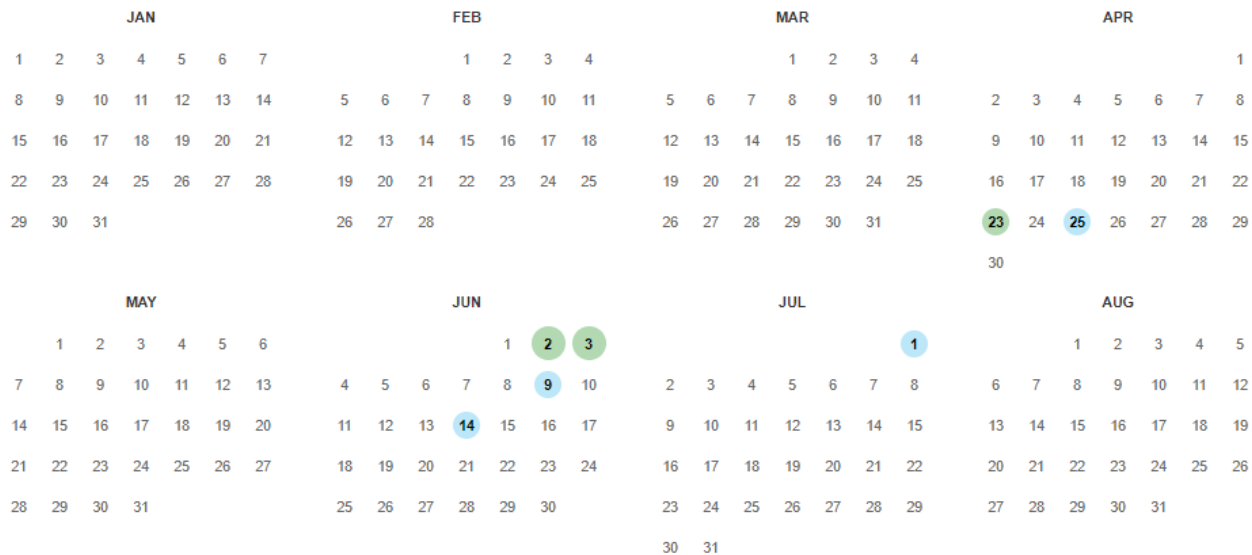 JAN FEB MAR APR
1 2 3 4 5 6 7 1 2 3 4 1 2 3 4 1
8 9 10 11 12 13 14 5 6 7 8 9 10 11 5 6 7 8 9 10 11 2 3 4 5 6 7 8
15 16 17 18 19 20 21 12 13 14 15 16 17 18 12 13 14 15 16 17 18 9 10 11 12 13 14 15
22 23 24 25 26 27 28 19 20 21 22 23 24 25 19 20 21 22 23 24 25 16 17 18 19 20 21 22
29 30 31 26 27 28 26 27 28 29 30 31 23 24 25 26 27 28 29
30
MAY JUN JUL AUG
1 2 3 4 5 6 1 2 3 1 1 2 3 4 5
7 8 9 10 11 12 13 4 5 6 7 8 9 10 2 3 4 5 6 7 8 6 7 8 9 10 11 12
14 15 16 17 18 19 20 11 12 13 14 15 16 17 9 10 11 12 13 14 15 13 14 15 16 17 18 19
21 22 23 24 25 26 27 18 19 20 21 22 23 24 16 17 18 19 20 21 22 20 21 22 23 24 25 26
28 29 30 31 25 26 27 28 29 30 23 24 25 26 27 28 29 27 28 29 30 31
30 31